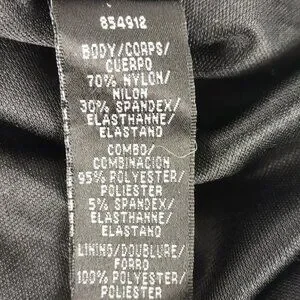 854912
BODY/CORPS/
CUERPO
70% NYLON/
NILON
30% SPANDEX/
ELASTHANNE/
ELASTANO
COMBO/
COMBINACION
95% POLYESTER/
POLIESTER
5% SPANDEX/
ELASTHANNE/
ELASTANO
LINING/DOUBLURE/
FORRO
100% POLYESTER/
POLIESTER